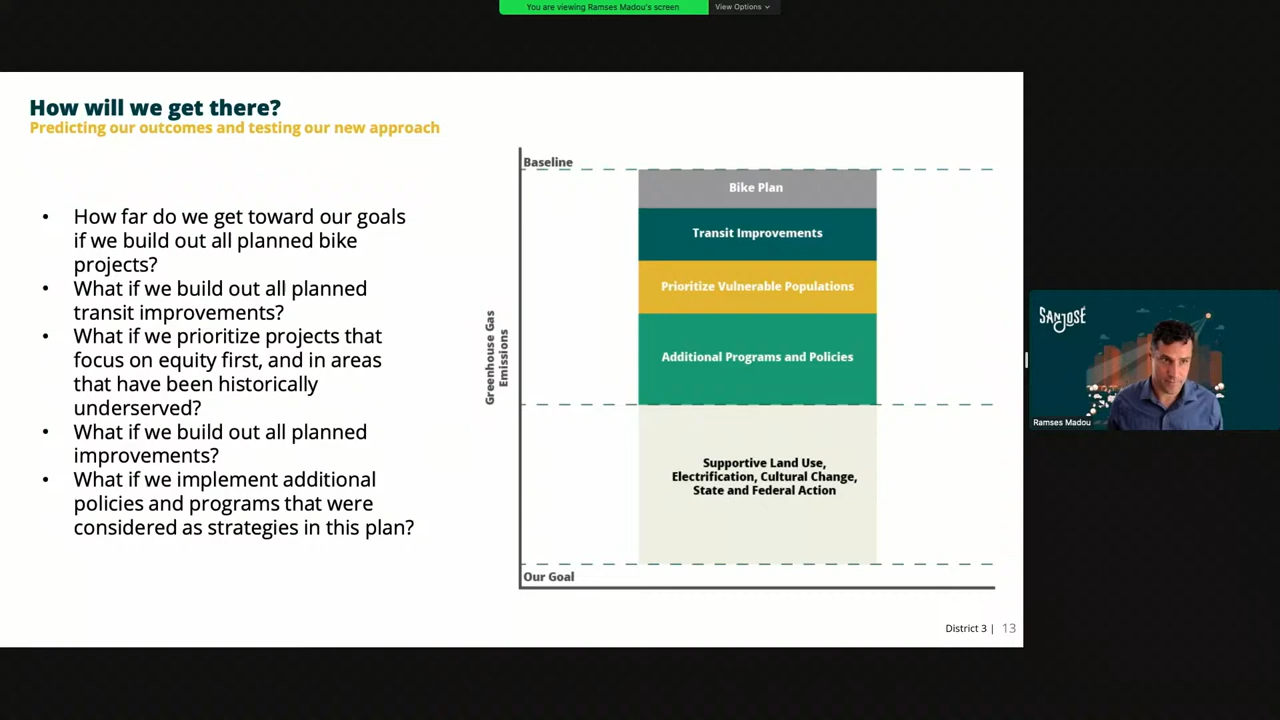 You are viewing Ramses Madou's screen
View Options
How will we get there?
Predicting our outcomes and testing our new approach
• How far do we get toward our goals
if we build out all planned bike
projects?
• What if we build out all planned
transit improvements?
• What if we prioritize projects that
focus on equity first, and in areas
that have been historically
underserved?
• What if we build out all planned
improvements?
• What if we implement additional
policies and programs that were
considered as strategies in this plan?
Greenhouse Gas
Emissions
Baseline
Bike Plan
Transit Improvements
Prioritize Vulnerable Populations
Additional Programs and Policies
Supportive Land Use,
Electrification, Cultural Change,
State and Federal Action
Our Goal
District 3 | 13
SAN JOSÉ
Ramses Madou